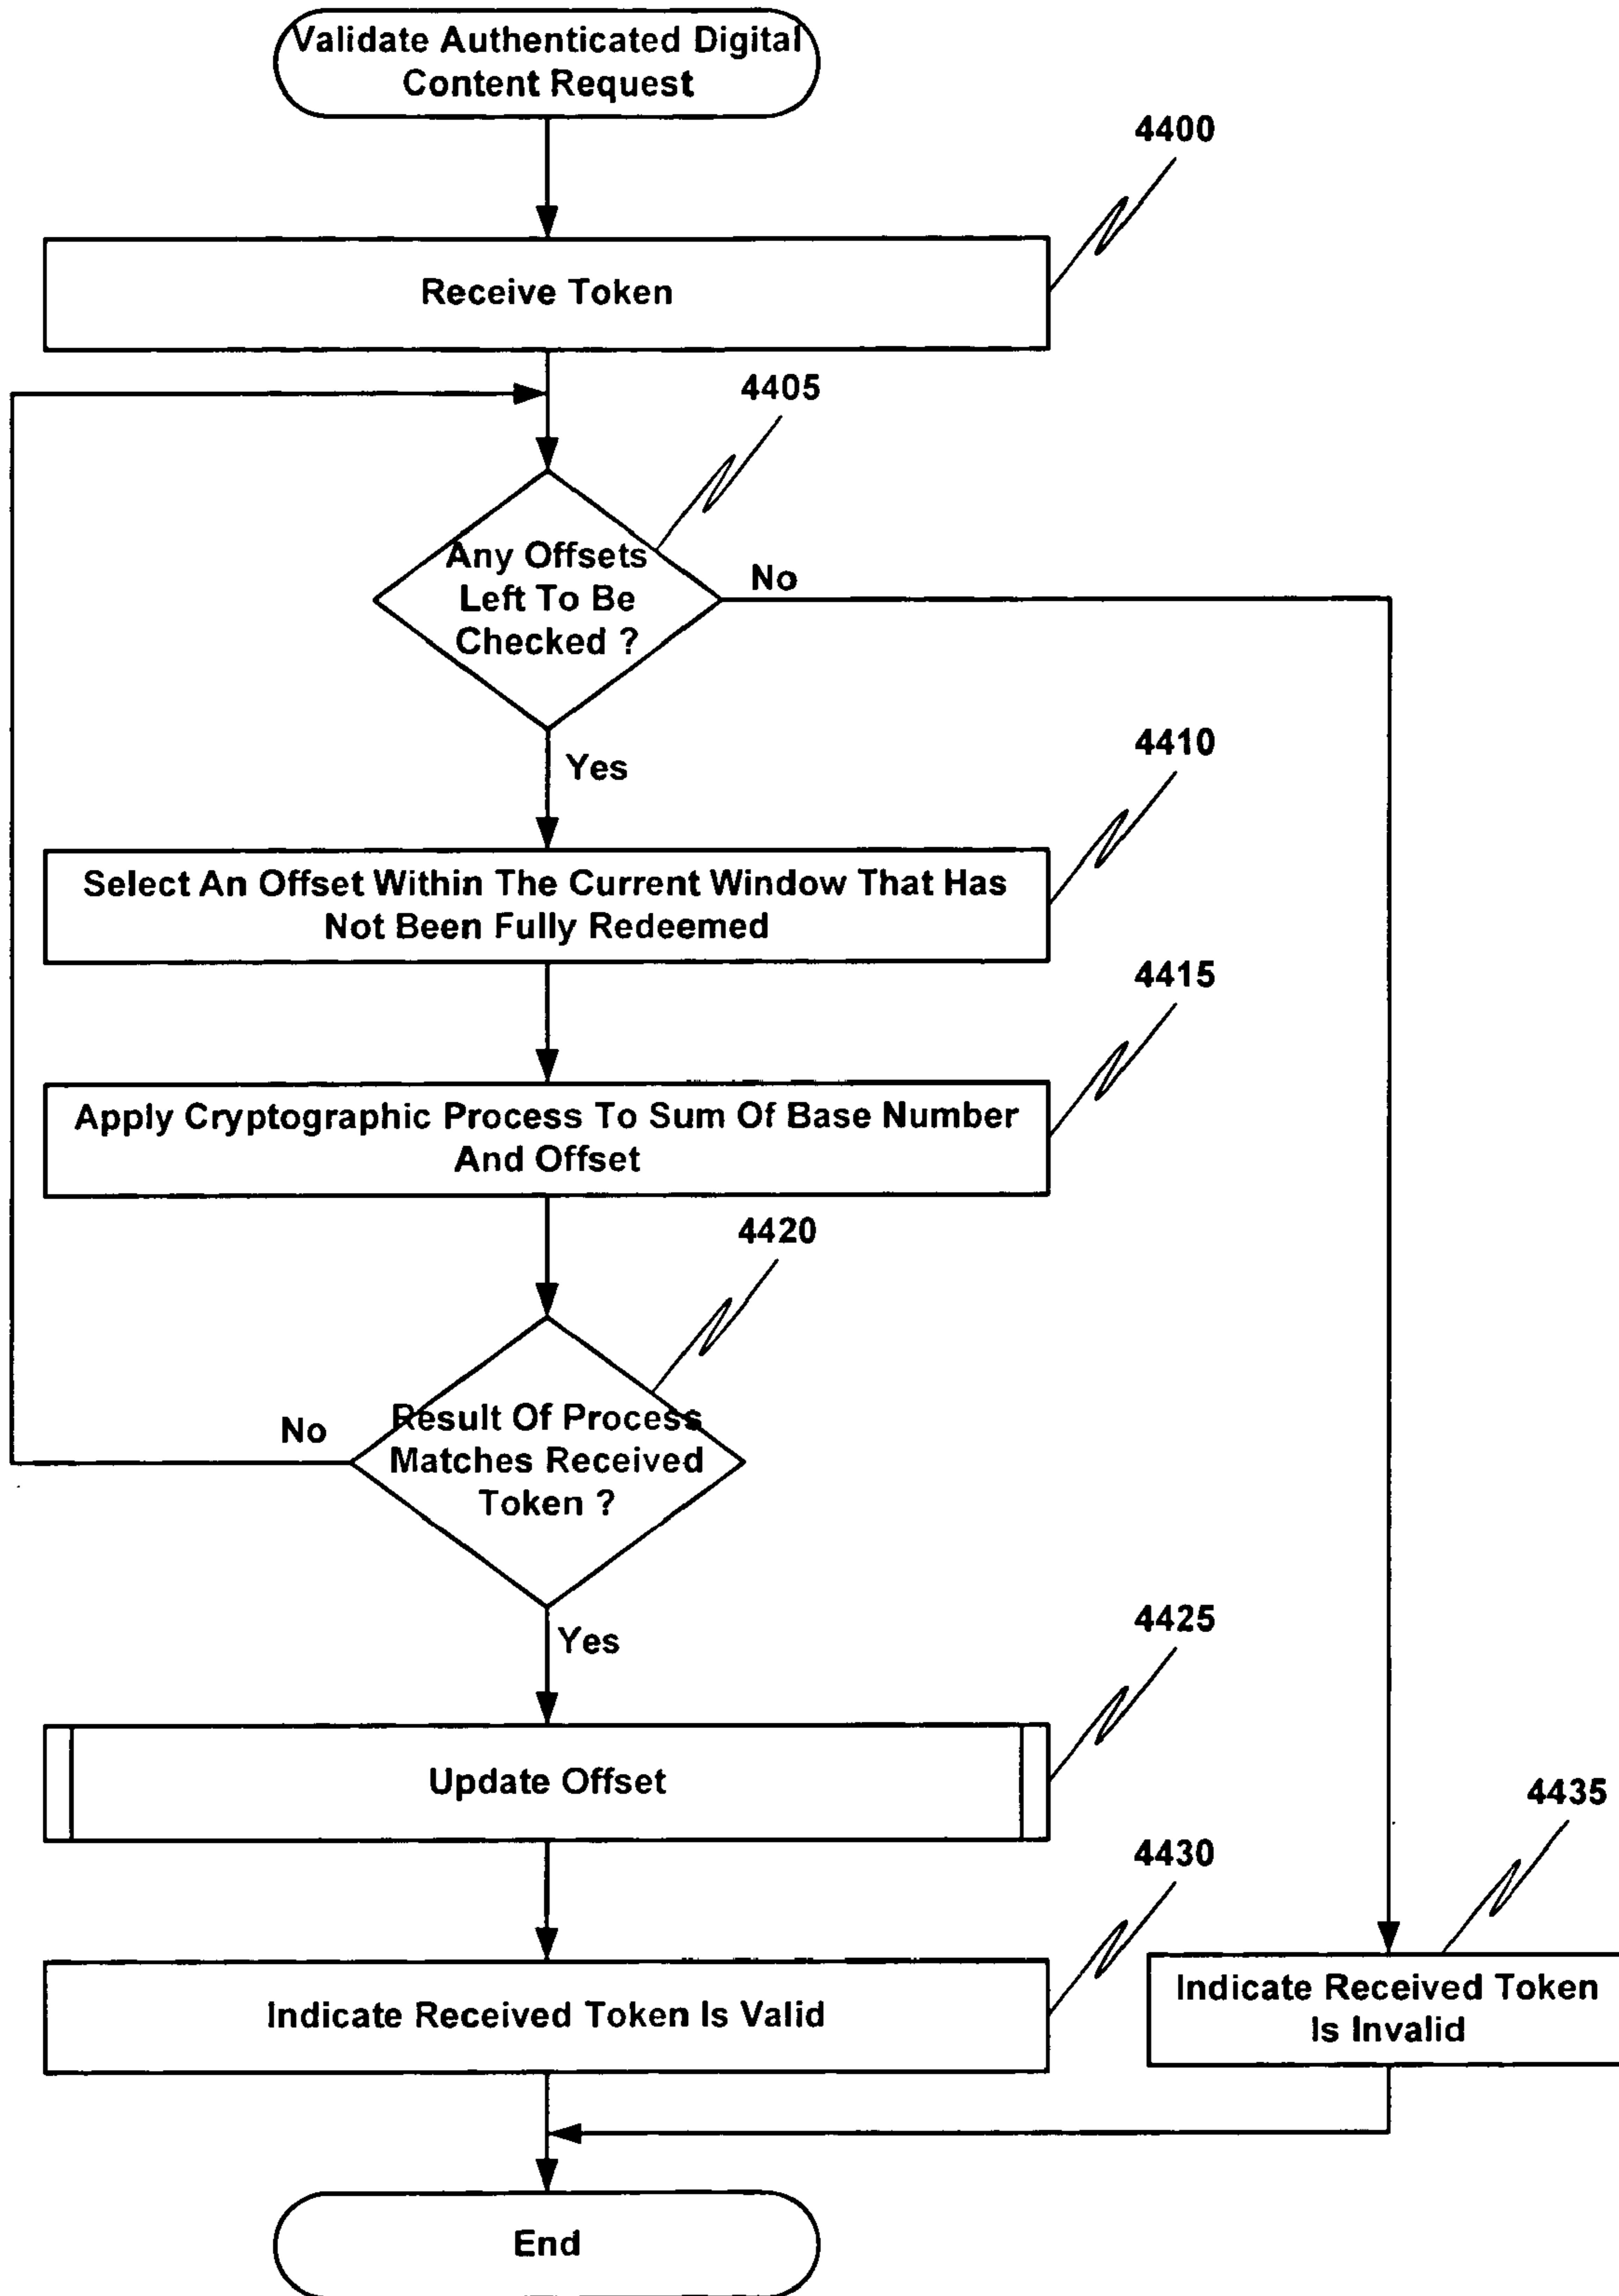 Validate Authenticated Digital
Content Request
4400
Receive Token
4405
Any Offsets
Left To Be
Checked ?
No
Yes
4410
Select An Offset Within The Current Window That Has
Not Been Fully Redeemed
4415
Apply Cryptographic Process To Sum Of Base Number
And Offset
4420
Result Of Process
Matches Received
Token ?
No
Yes
4425
Update Offset
4435
4430
Indicate Received Token Is Valid
Indicate Received Token
Is Invalid
End